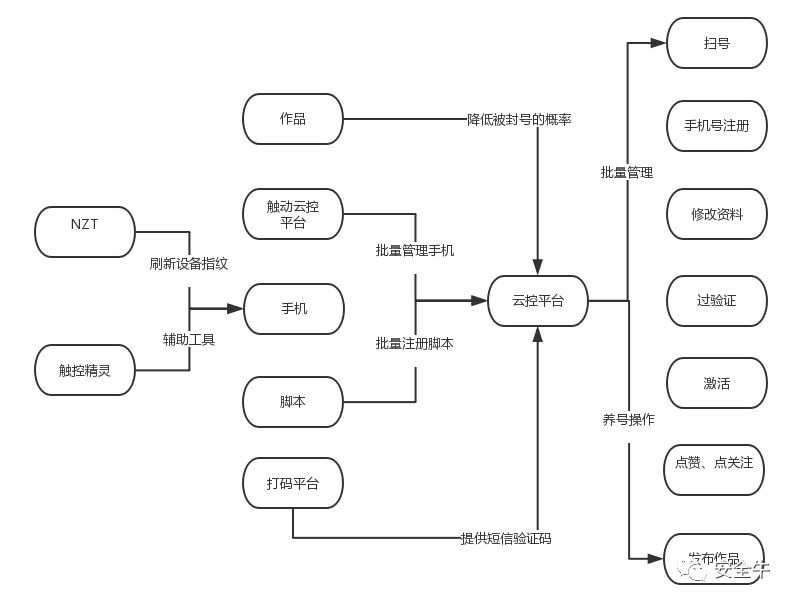 扫号
作品
降低被封号的概率
手机号注册
批量管理
触动云控
平台
修改资料
NZT
批量管理手机
刷新设备指纹
手机
云控平台
过验证
辅助工具
批量注册脚本
触控精灵
激活
脚本
养号操作
点赞、点关注
打码平台
提供短信验证码
发布作品
安全牛